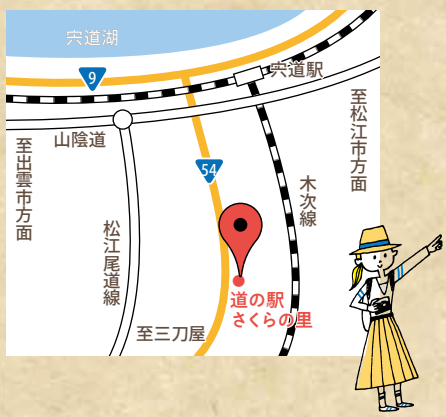 宍道湖
9
宍道駅
至松江市方面
山陰道
至出雲市方面
54
木次線
松江尾道線
道の駅
さくらの里
至三刀屋